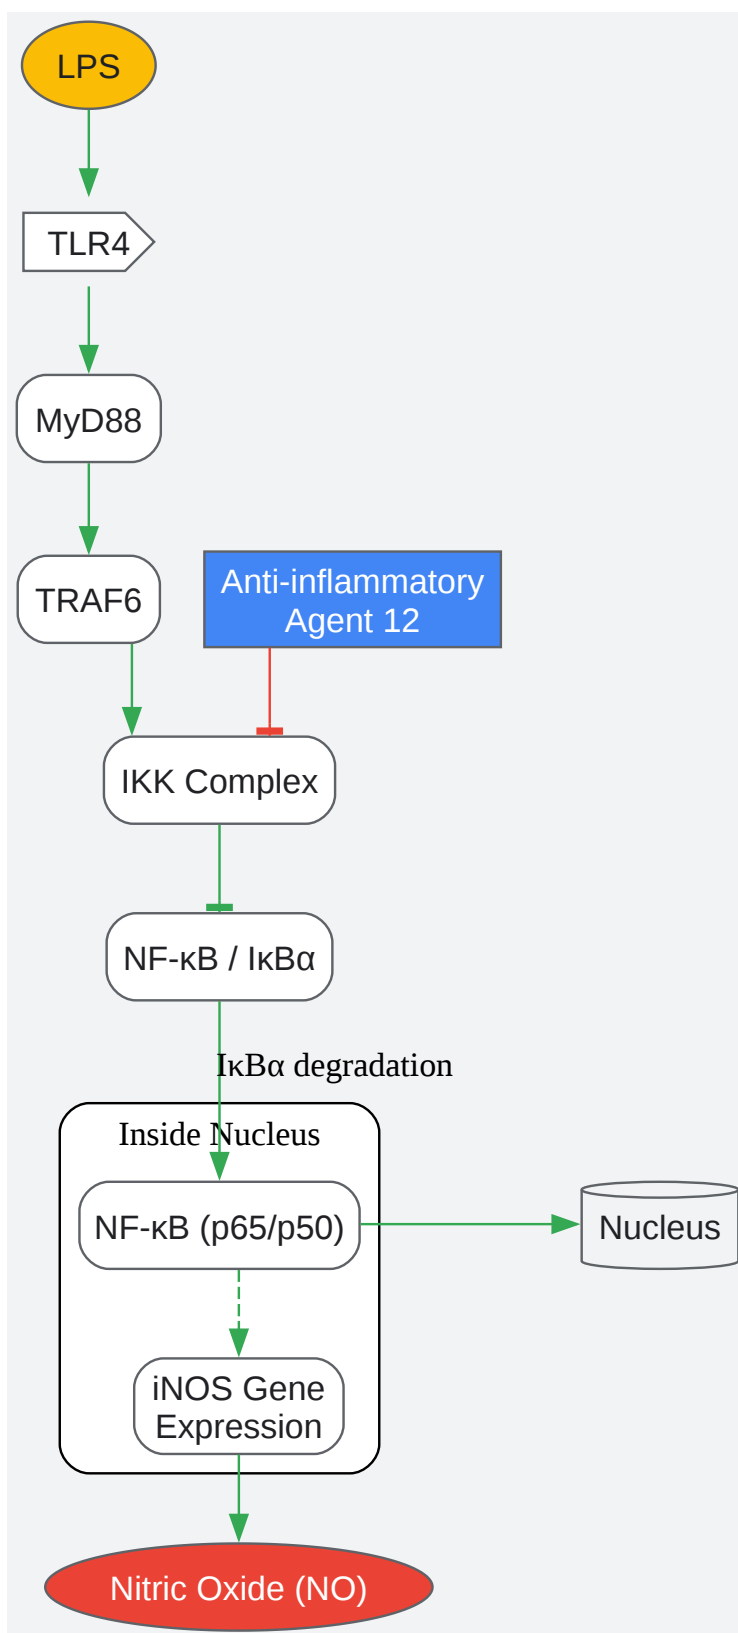 LPS
TLR4
MyD88
TRAF6
Anti-inflammatory
Agent 12
IKK Complex
NF-κB / IκBα
IκBα degradation
Inside Nucleus
NF-κB (p65/p50)
Nucleus
iNOS Gene
Expression
Nitric Oxide (NO)